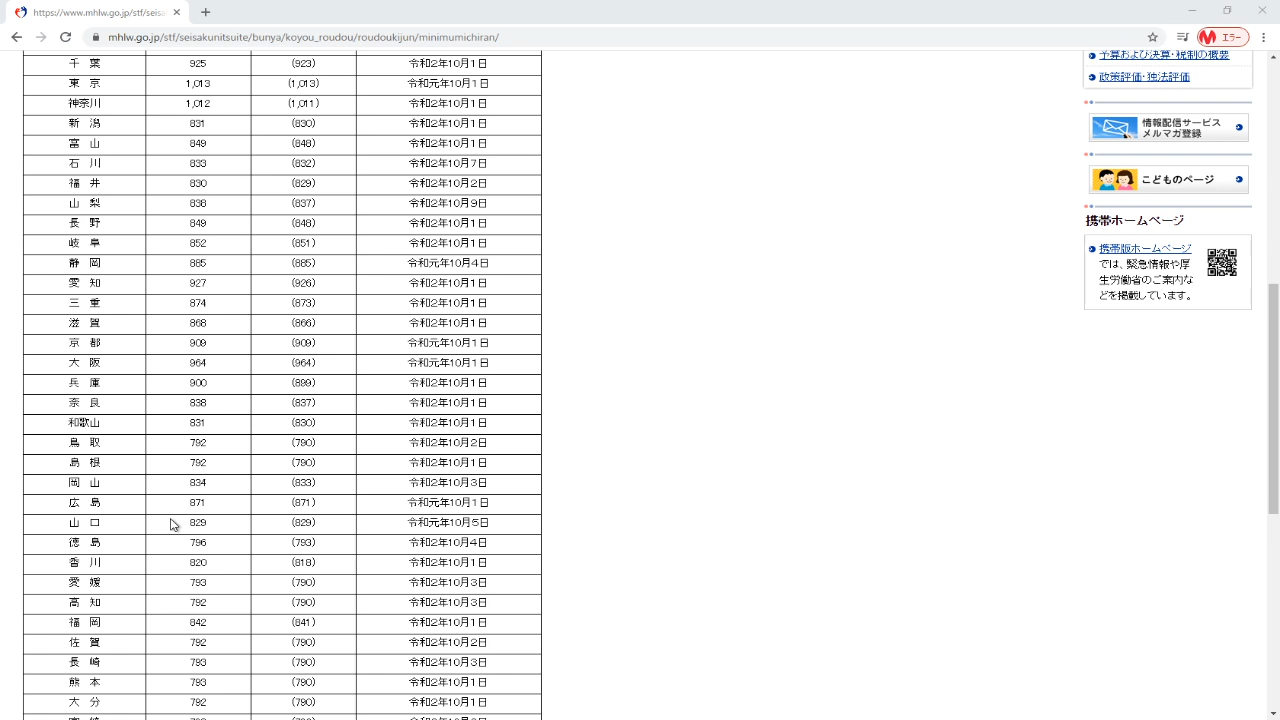 https://www.mhlw.go.jp/stf/seisa
mhlw.go.jp/stf/seisakunitsuite/bunya/koyou_roudou/roudoukijun/minimumichiran/
エラー
千 葉 925 (923) 令和2年10月1日
東 京 1,013 (1,013) 令和元年10月1日
神奈川 1,012 (1,011) 令和2年10月1日
新 潟 831 (830) 令和2年10月1日
富 山 849 (848) 令和2年10月1日
石 川 833 (832) 令和2年10月7日
福 井 830 (829) 令和2年10月2日
山 梨 838 (837) 令和2年10月9日
長 野 849 (848) 令和2年10月1日
岐 阜 852 (851) 令和2年10月1日
静 岡 885 (885) 令和元年10月4日
愛 知 927 (926) 令和2年10月1日
三 重 874 (873) 令和2年10月1日
滋 賀 868 (866) 令和2年10月1日
京 都 909 (909) 令和元年10月1日
大 阪 964 (964) 令和元年10月1日
兵 庫 900 (899) 令和2年10月1日
奈 良 838 (837) 令和2年10月1日
和歌山 831 (830) 令和2年10月1日
鳥 取 792 (790) 令和2年10月2日
島 根 792 (790) 令和2年10月1日
岡 山 834 (833) 令和2年10月3日
広 島 871 (871) 令和元年10月1日
山 口 829 (829) 令和元年10月5日
徳 島 796 (793) 令和2年10月4日
香 川 820 (818) 令和2年10月1日
愛 媛 793 (790) 令和2年10月3日
高 知 792 (790) 令和2年10月3日
福 岡 842 (841) 令和2年10月1日
佐 賀 792 (790) 令和2年10月2日
長 崎 793 (790) 令和2年10月3日
熊 本 793 (790) 令和2年10月1日
大 分 792 (790) 令和2年10月1日
予算および決算・税制の概要
政策評価・独法評価
情報配信サービス
メルマガ登録
こどものページ
携帯ホームページ
携帯版ホームページ
では、緊急情報や厚
生労働省のご案内な
どを掲載しています。